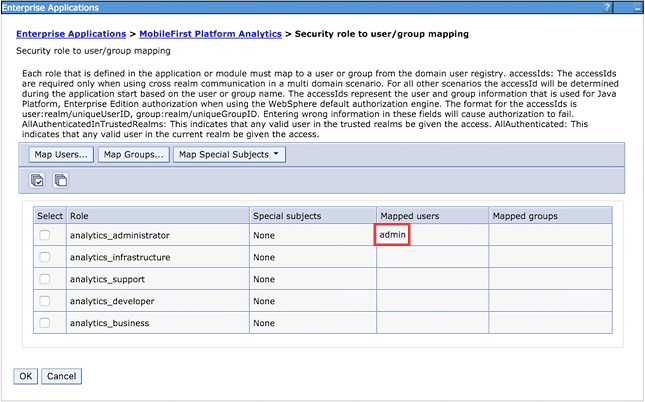 Enterprise Applications
?
Enterprise Applications > MobileFirst Platform Analytics > Security role to user/group mapping
Security role to user/group mapping
Each role that is defined in the application or module must map to a user or group from the domain user registry. accessIds: The accessIds
are required only when using cross realm communication in a multi domain scenario. For all other scenarios the accessId will be determined
during the application start based on the user or group name. The accessIds represent the user and group information that is used for Java
Platform, Enterprise Edition authorization when using the WebSphere default authorization engine. The format for the accessIds is
user:realm/uniqueUserID, group:realm/uniqueGroupID. Entering wrong information in these fields will cause authorization to fail.
AllAuthenticatedInTrustedRealms: This indicates that any valid user in the trusted realms be given the access. AllAuthenticated: This
indicates that any valid user in the current realm be given the access.
Map Users... Map Groups... Map Special Subjects
Select Role Special subjects Mapped users Mapped groups
analytics_administrator None admin
analytics_infrastructure None
analytics_support None
analytics_developer None
analytics_business None
OK Cancel